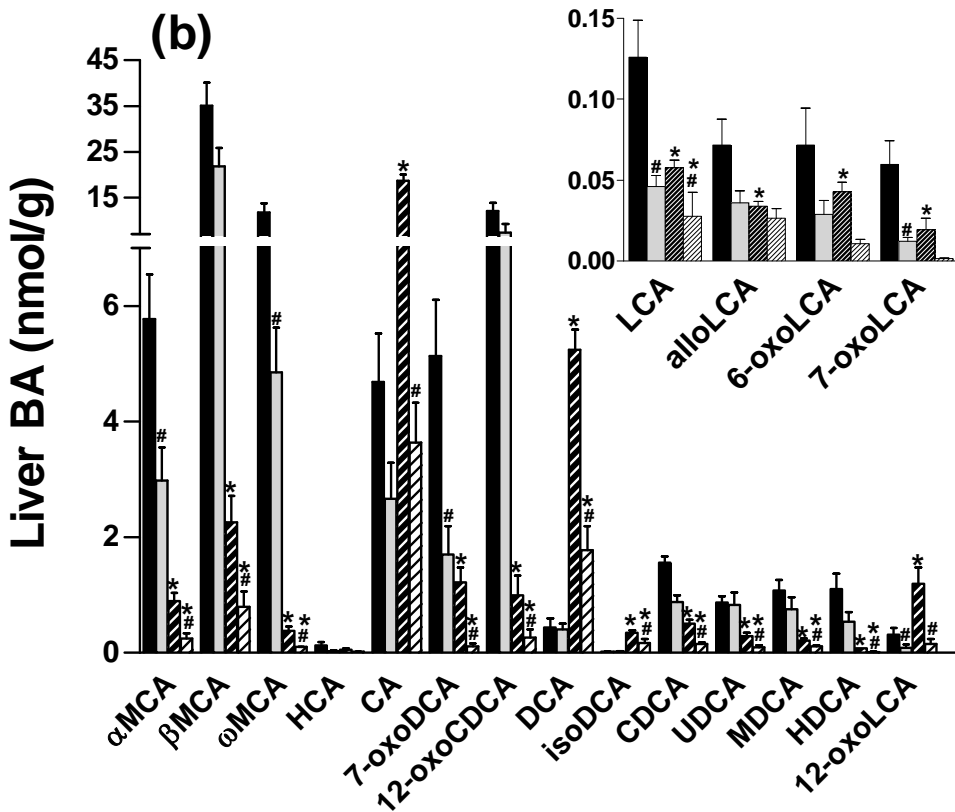 (b)
Liver BA (nmol/g)
45
35
25
15
6
4
2
0
# * * #
* * #
# * * #
* #
# * * #
* * #
* * #
* * #
* * #
* * #
* * #
* * #
# * #
αMCA
βMCA
ωMCA
HCA
CA
7-oxoDCA
12-oxoCDCA
DCA
isoDCA
CDCA
UDCA
MDCA
HDCA
12-oxoLCA
0.15
0.10
0.05
0.00
# * * #
*
*
# *
LCA
alloLCA
6-oxoLCA
7-oxoLCA